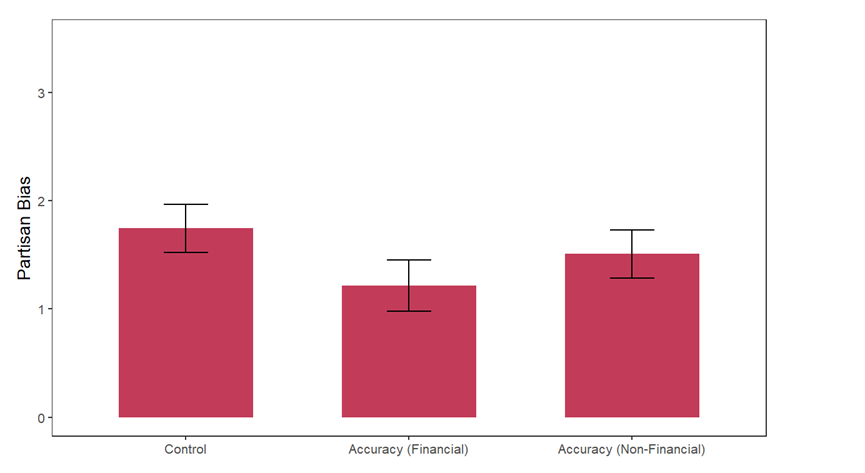 Partisan Bias
3
2
1
0
Control
Accuracy (Financial)
Accuracy (Non-Financial)